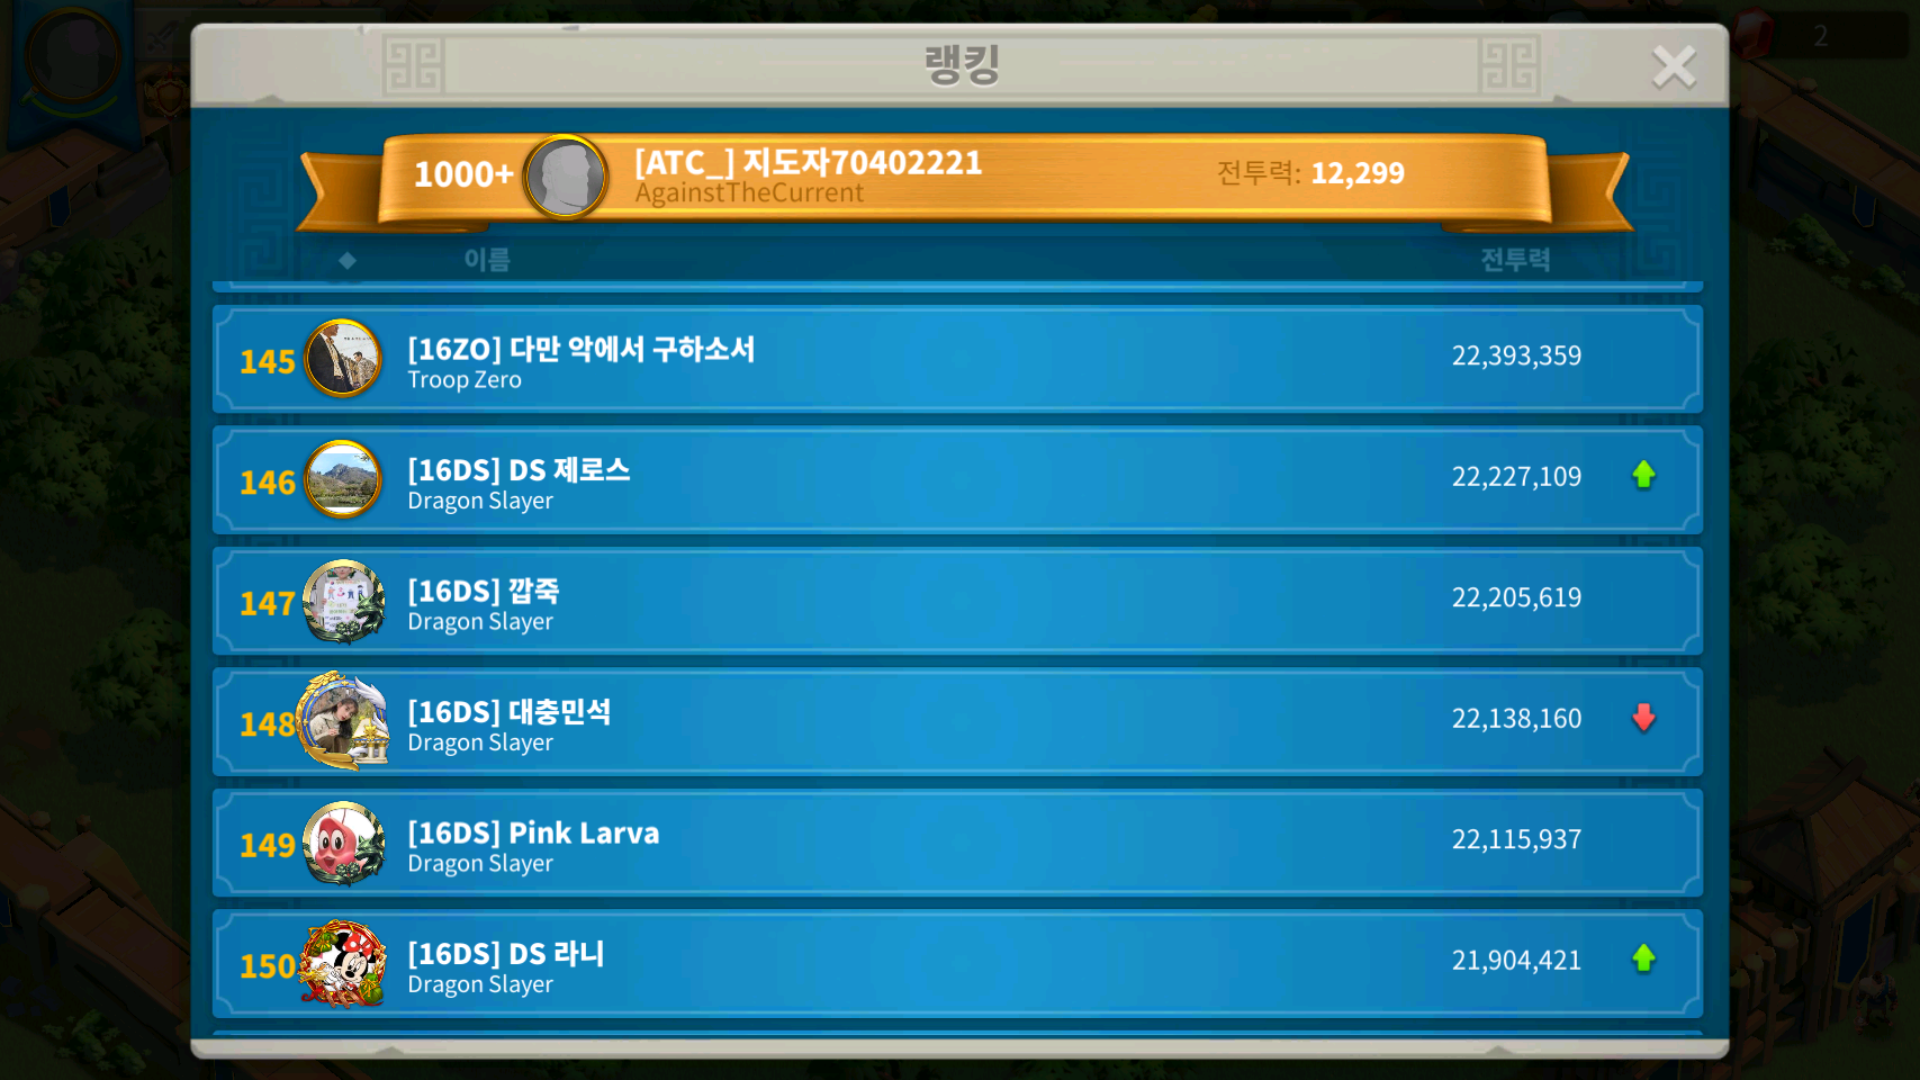 랭킹
2
1000+
[ATC_] 지도자70402221
AgainstTheCurrent
전투력: 12,299
이름
전투력
145
[16ZO] 다만 악에서 구하소서
Troop Zero
22,393,359
146
[16DS] DS 제로스
Dragon Slayer
22,227,109
147
[16DS] 깝죽
Dragon Slayer
22,205,619
148
[16DS] 대충민석
Dragon Slayer
22,138,160
149
[16DS] Pink Larva
Dragon Slayer
22,115,937
150
[16DS] DS 라니
Dragon Slayer
21,904,421